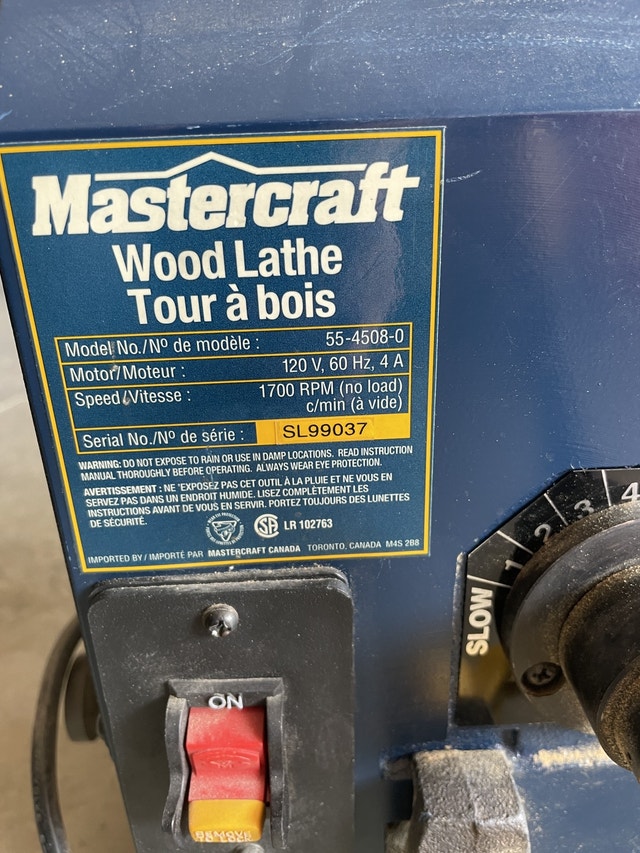 Mastercraft
Wood Lathe
Tour à bois
Model No./Nº de modèle : 55-4508-0
Motor/Moteur : 120 V, 60 Hz, 4 A
Speed/Vitesse : 1700 RPM (no load)
c/min (à vide)
Serial No./Nº de série : SL99037
WARNING: DO NOT EXPOSE TO RAIN OR USE IN DAMP LOCATIONS. READ INSTRUCTION
MANUAL THOROUGHLY BEFORE OPERATING. ALWAYS WEAR EYE PROTECTION.
AVERTISSEMENT : NE 'EXPOSEZ PAS CET OUTIL À LA PLUIE ET NE VOUS EN
SERVEZ PAS DANS UN ENDROIT HUMIDE. LISEZ COMPLÈTEMENT LES
INSTRUCTIONS AVANT DE VOUS EN SERVIR. PORTEZ TOUJOURS DES LUNETTES
DE SÉCURITÉ.
LR 102763
IMPORTED BY / IMPORTÉ PAR MASTERCRAFT CANADA TORONTO, CANADA M4S 2B8
SLOW 1 2 3 4
ON
REMOVE
TO LOCK